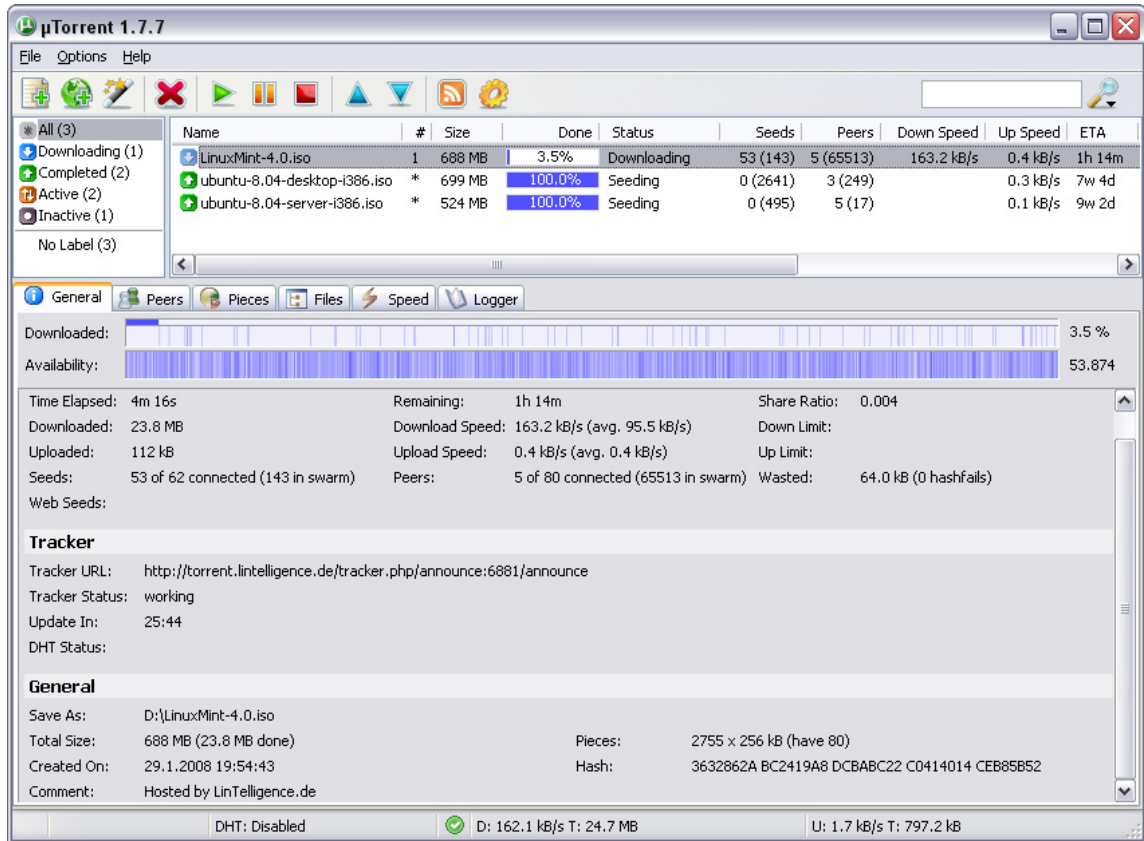 µTorrent 1.7.7
File Options Help
All (3)
Downloading (1)
Completed (2)
Active (2)
Inactive (1)
No Label (3)
Name # Size Done Status Seeds Peers Down Speed Up Speed ETA
LinuxMint-4.0.iso 1 688 MB 3.5% Downloading 53 (143) 5 (65513) 163.2 kB/s 0.4 kB/s 1h 14m
ubuntu-8.04-desktop-i386.iso * 699 MB 100.0% Seeding 0 (2641) 3 (249) 0.3 kB/s 7w 4d
ubuntu-8.04-server-i386.iso * 524 MB 100.0% Seeding 0 (495) 5 (17) 0.1 kB/s 9w 2d
General Peers Pieces Files Speed Logger
Downloaded: 3.5 %
Availability: 53.874
Time Elapsed: 4m 16s Remaining: 1h 14m Share Ratio: 0.004
Downloaded: 23.8 MB Download Speed: 163.2 kB/s (avg. 95.5 kB/s) Down Limit:
Uploaded: 112 kB Upload Speed: 0.4 kB/s (avg. 0.4 kB/s) Up Limit:
Seeds: 53 of 62 connected (143 in swarm) Peers: 5 of 80 connected (65513 in swarm) Wasted: 64.0 kB (0 hashfails)
Web Seeds:
Tracker
Tracker URL: http://torrent.lintelligence.de/tracker.php/announce:6881/announce
Tracker Status: working
Update In: 25:44
DHT Status:
General
Save As: D:\LinuxMint-4.0.iso
Total Size: 688 MB (23.8 MB done) Pieces: 2755 x 256 kB (have 80)
Created On: 29.1.2008 19:54:43 Hash: 3632862A BC2419A8 DCBABC22 C0414014 CEB85B52
Comment: Hosted by LinTelligence.de
DHT: Disabled D: 162.1 kB/s T: 24.7 MB U: 1.7 kB/s T: 797.2 kB